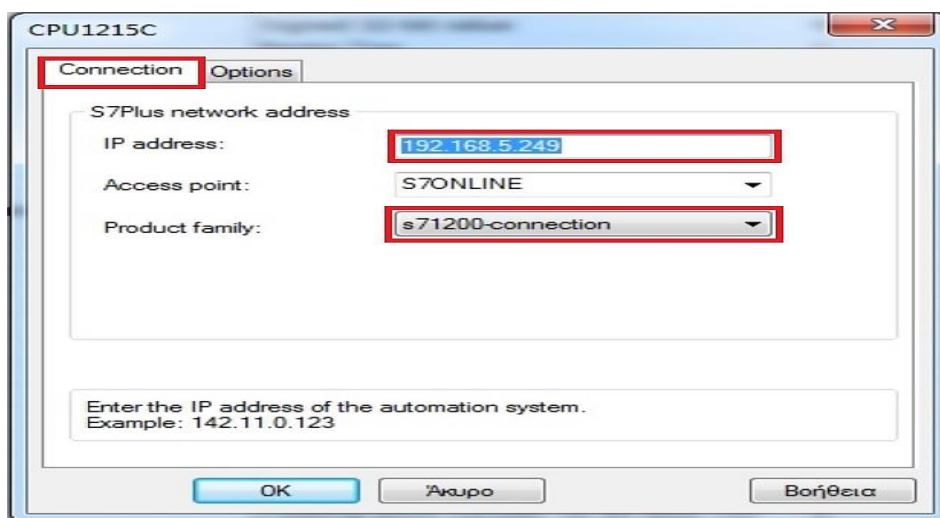 CPU1215C
Connection Options
S7Plus network address
IP address: 192.168.5.249
Access point: S7ONLINE
Product family: s71200-connection
Enter the IP address of the automation system.
Example: 142.11.0.123
OK Άκυρο Βοήθεια